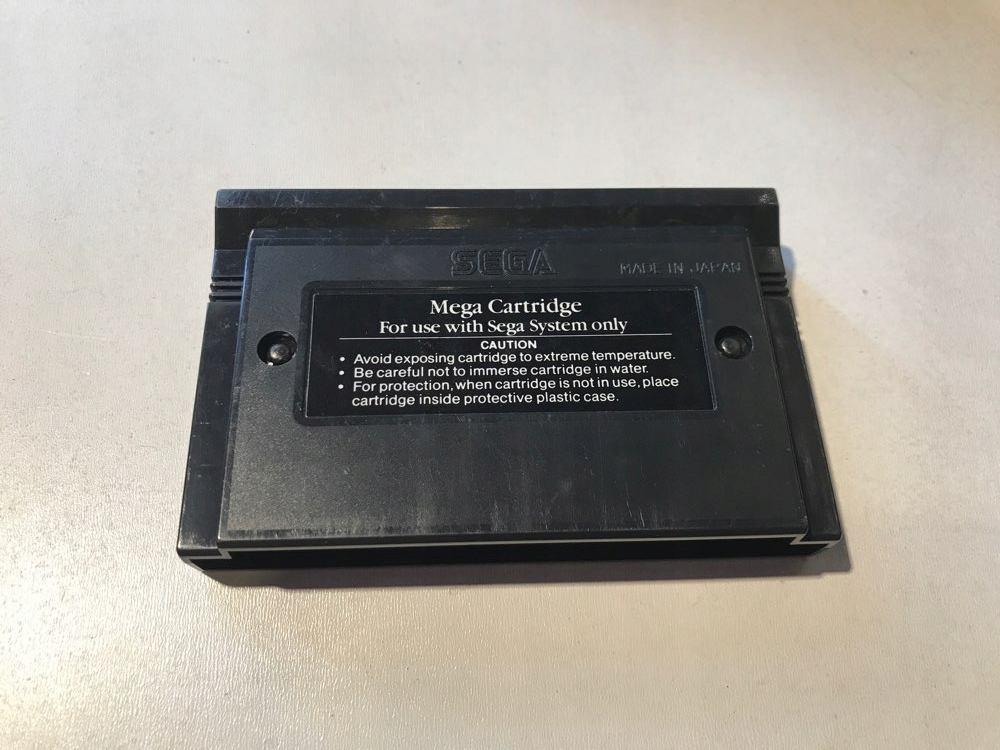 SEGA
MADE IN JAPAN
Mega Cartridge
For use with Sega System only
CAUTION
• Avoid exposing cartridge to extreme temperature.
• Be careful not to immerse cartridge in water.
• For protection, when cartridge is not in use, place
cartridge inside protective plastic case.